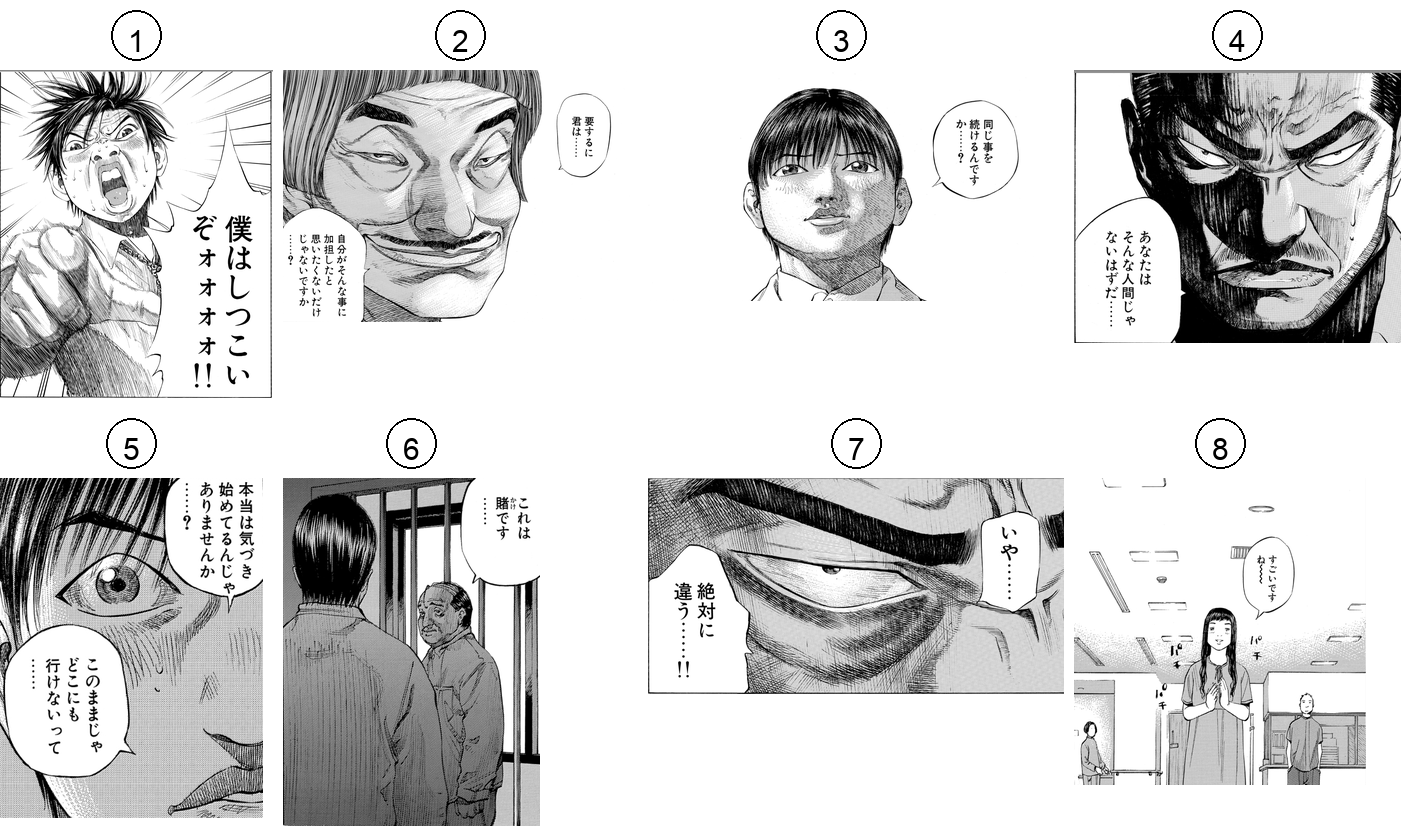 1
僕はしつこい
ぞォォォォ!!
2
要するに
君は……
自分がそんな事に
加担したと
思いたくないだけ
じゃないですか
……?
3
同じ事を
続けるんです
か……?
4
あなたは
そんな人間じゃ
ないはずだ……
5
本当は気づき
始めてるんじゃ
ありませんか
……?
このままじゃ
どこにも
行けないって
……
6
これは
賭です
かけ
……
7
いや……
絶対に
違う……!!
8
すごいです
ね~~~
パチ
パチ
パチ